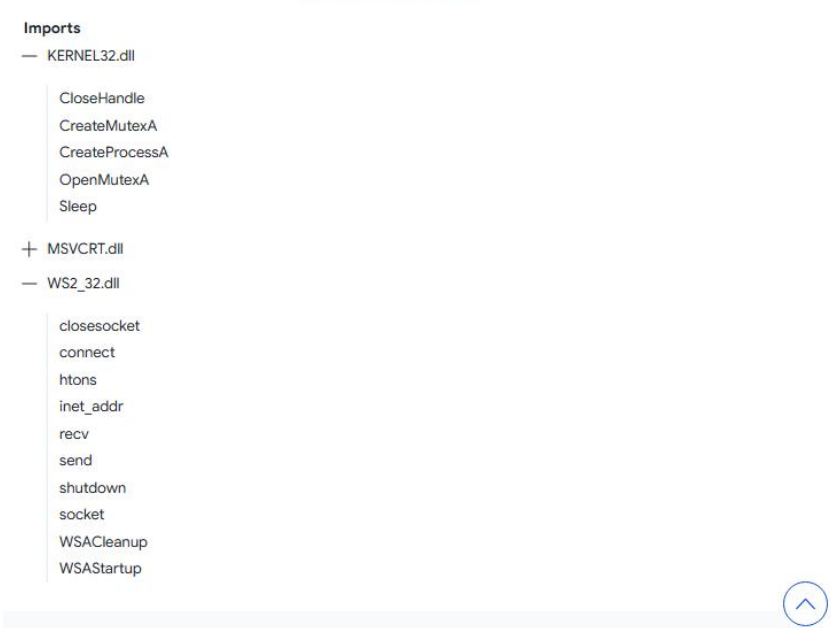 Imports
KERNEL32.dll
CloseHandle
CreateMutexA
CreateProcessA
OpenMutexA
Sleep
MSVCRT.dll
WS2_32.dll
closesocket
connect
htons
inet_addr
recv
send
shutdown
socket
WSACleanup
WSAStartup